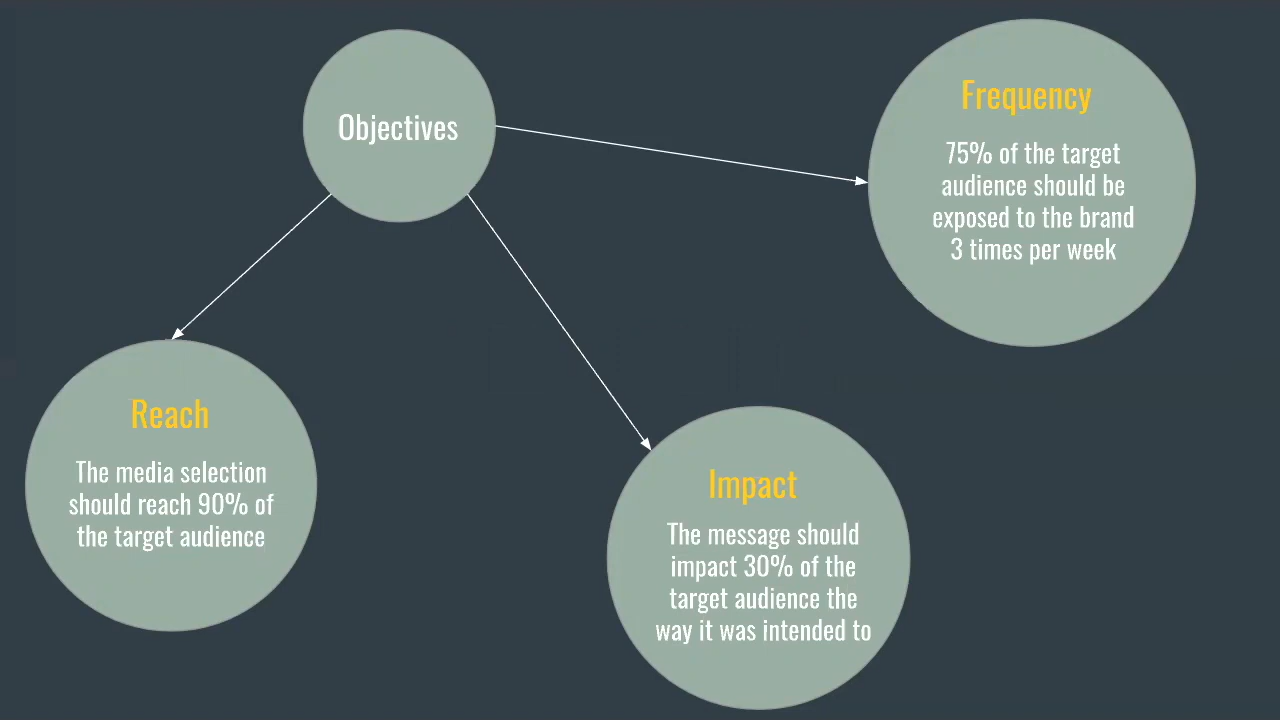 Objectives
Frequency
75% of the target
audience should be
exposed to the brand
3 times per week
Reach
The media selection
should reach 90% of
the target audience
Impact
The message should
impact 30% of the
target audience the
way it was intended to